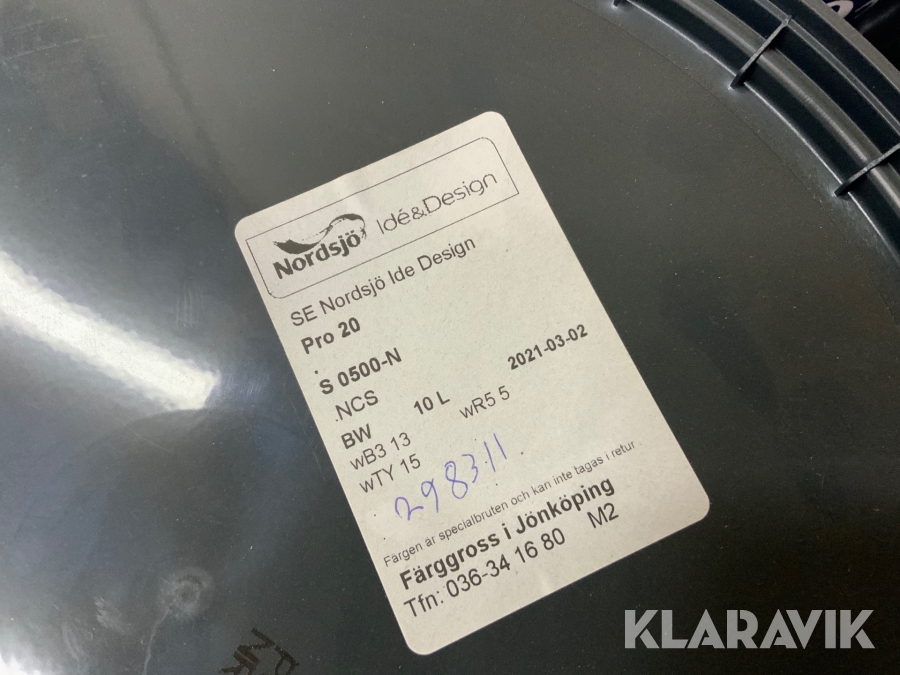 Nordsjö Idé&Design
SE Nordsjö Ide Design
Pro 20
.
S 0500-N
.NCS 2021-03-02
BW 10 L
wB3 13 wR5 5
wTY 15
298311.
Färgen är specialbruten och kan inte tagas i retur.
Färggross i Jönköping
Tfn: 036-34 16 80 M2
KLARAVIK